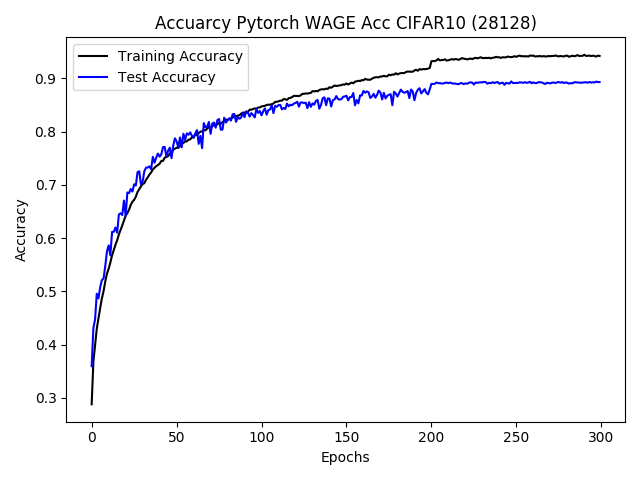 Accuarcy Pytorch WAGE Acc CIFAR10 (28128)
Training Accuracy
Test Accuracy
Accuracy
0.9
0.8
0.7
0.6
0.5
0.4
0.3
0 50 100 150 200 250 300
Epochs